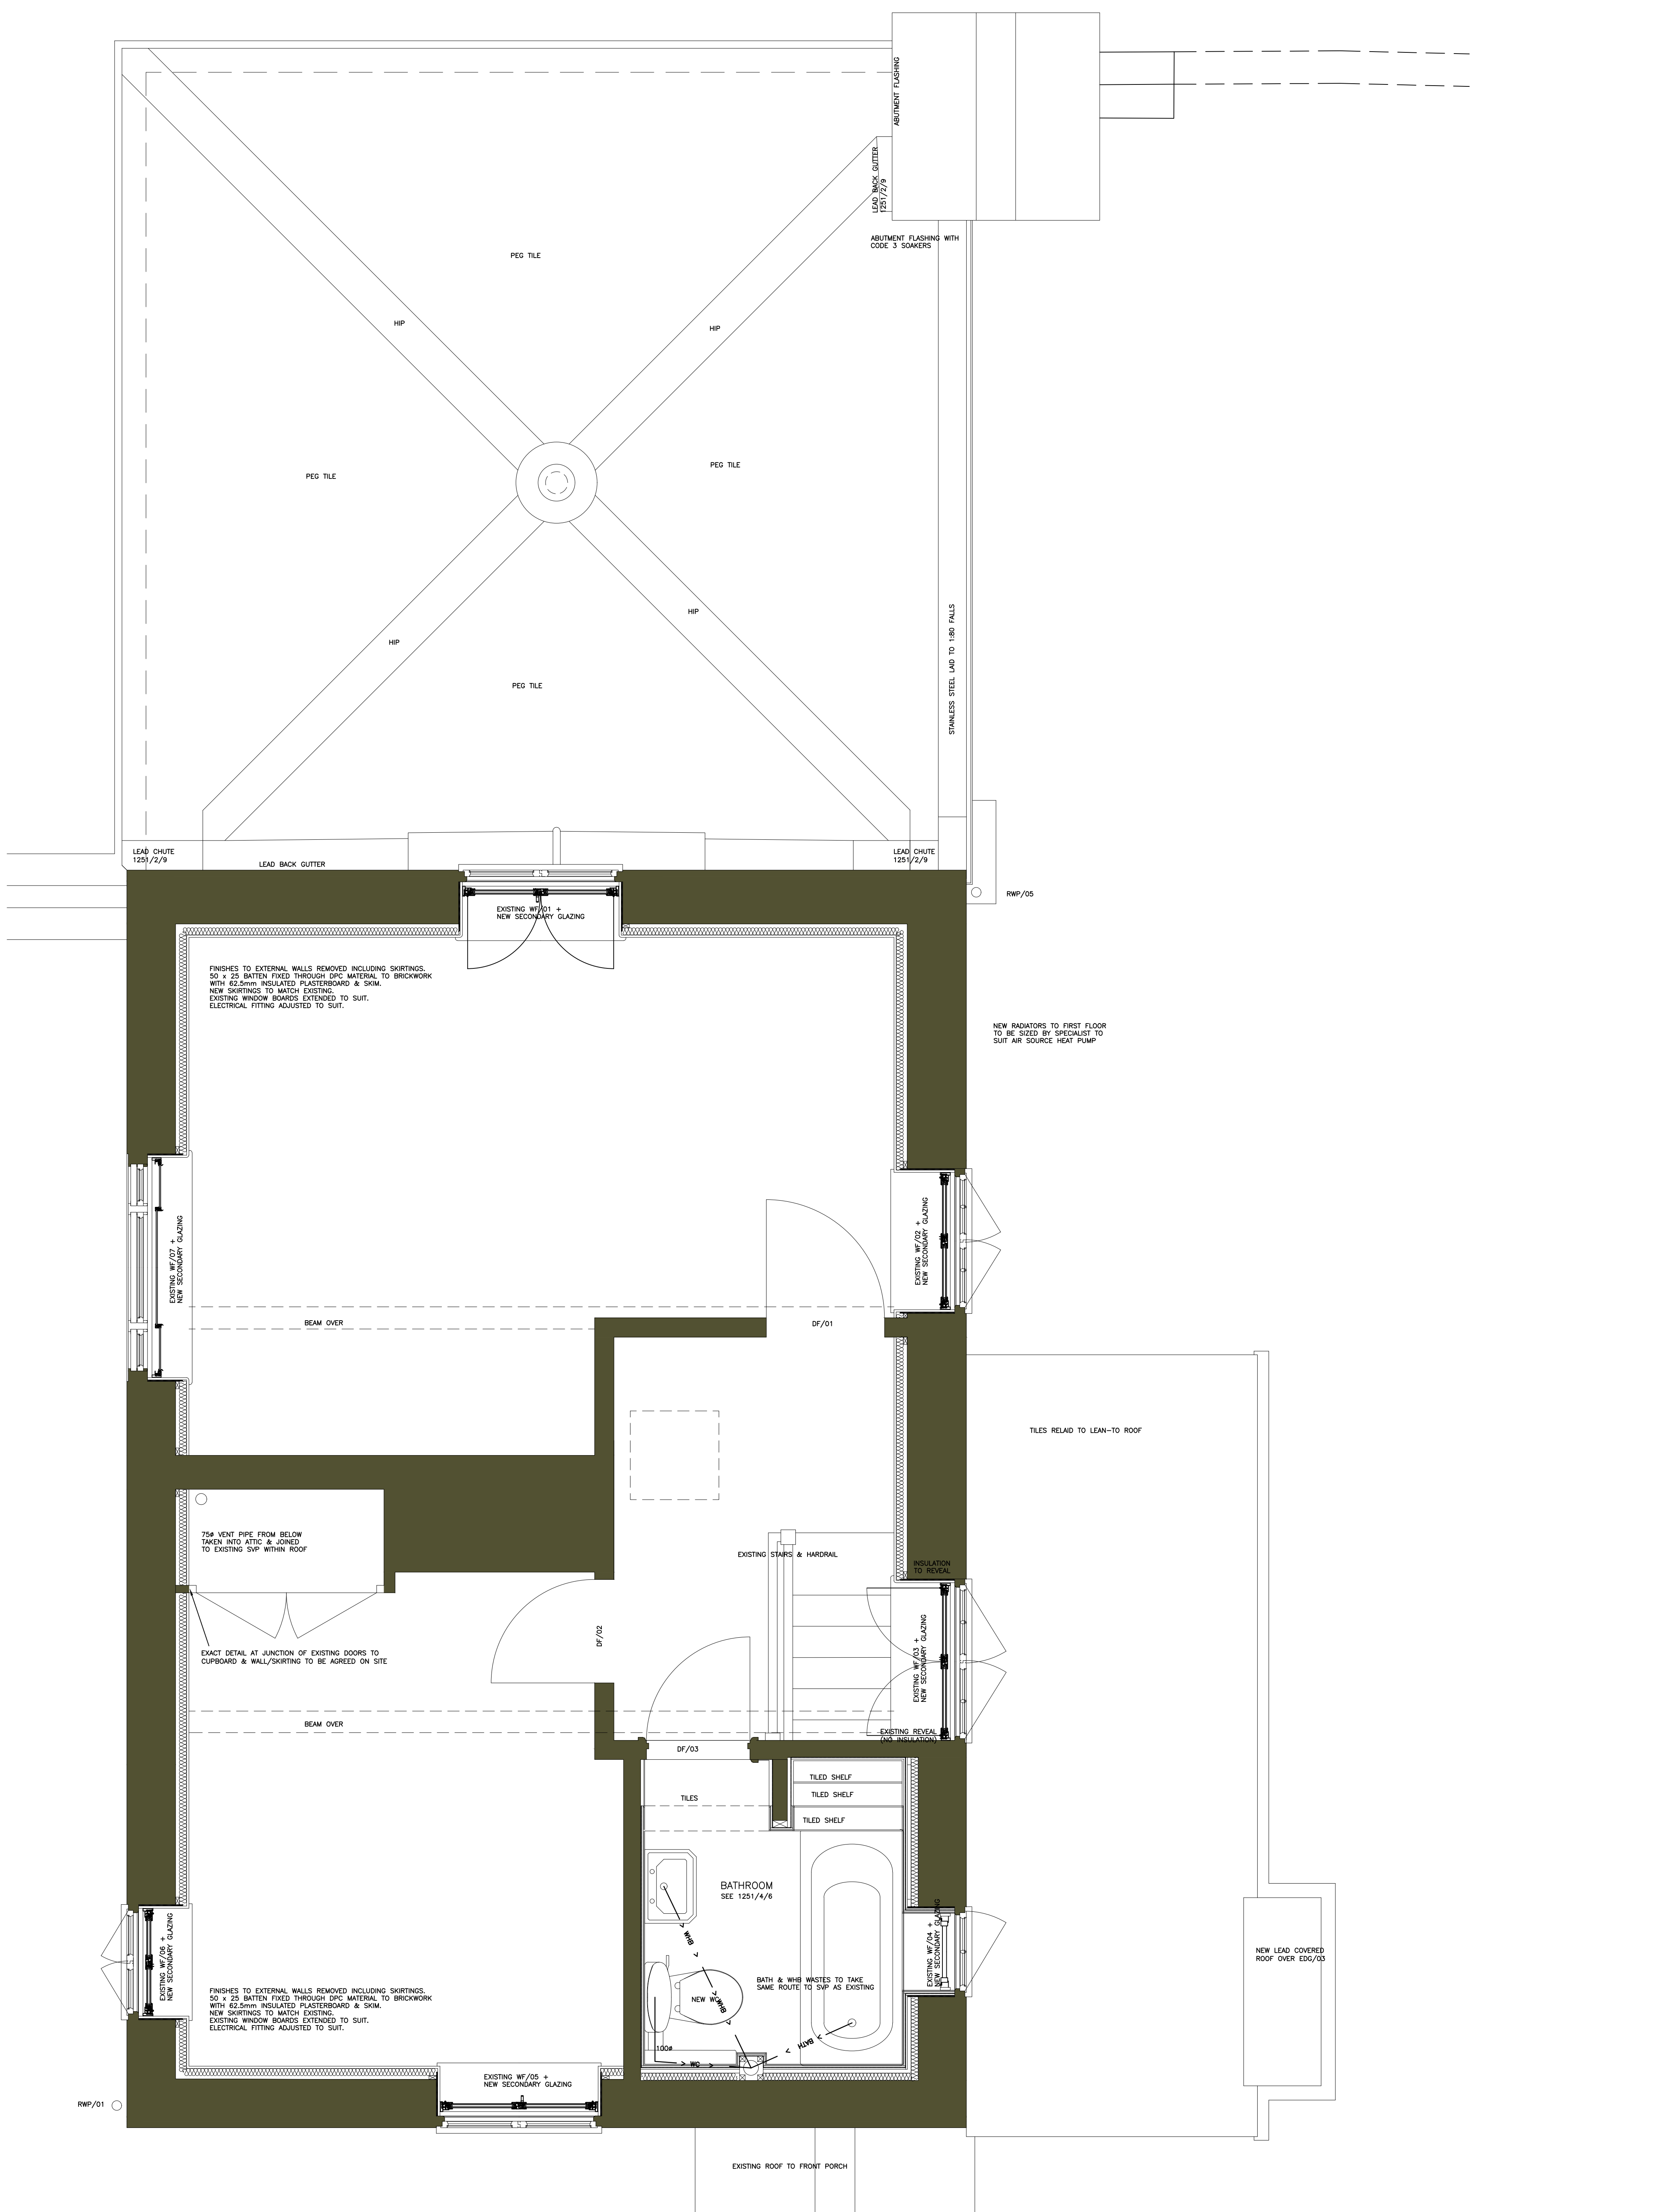 ABUTMENT FLASHING
LEAD BACK GUTTER
1251/2/9
ABUTMENT FLASHING WITH
CODE 3 SOAKERS
PEG TILE
HIP
HIP
PEG TILE
PEG TILE
HIP
HIP
PEG TILE
STAINLESS STEEL LAID TO 1:80 FALLS
LEAD CHUTE
1251/2/9
LEAD BACK GUTTER
LEAD CHUTE
1251/2/9
RWP/05
EXISTING WF/01 +
NEW SECONDARY GLAZING
FINISHES TO EXTERNAL WALLS REMOVED INCLUDING SKIRTINGS.
50 x 25 BATTEN FIXED THROUGH DPC MATERIAL TO BRICKWORK
WITH 62.5mm INSULATED PLASTERBOARD & SKIM.
NEW SKIRTINGS TO MATCH EXISTING.
EXISTING WINDOW BOARDS EXTENDED TO SUIT.
ELECTRICAL FITTING ADJUSTED TO SUIT.
NEW RADIATORS TO FIRST FLOOR
TO BE SIZED BY SPECIALIST TO
SUIT AIR SOURCE HEAT PUMP
EXISTING WF/07 +
NEW SECONDARY GLAZING
EXISTING WF/02 +
NEW SECONDARY GLAZING
BEAM OVER
DF/01
TILES RELAID TO LEAN-TO ROOF
75ø VENT PIPE FROM BELOW
TAKEN INTO ATTIC & JOINED
TO EXISTING SVP WITHIN ROOF
EXISTING STAIRS & HARDRAIL
INSULATION
TO REVEAL
EXACT DETAIL AT JUNCTION OF EXISTING DOORS TO
CUPBOARD & WALL/SKIRTING TO BE AGREED ON SITE
DF/02
EXISTING WF/03 +
NEW SECONDARY GLAZING
BEAM OVER
EXISTING REVEAL
(NO INSULATION)
DF/03
TILED SHELF
TILED SHELF
TILES
TILED SHELF
BATHROOM
SEE 1251/4/6
EXISTING WF/06 +
NEW SECONDARY GLAZING
< WHB >
EXISTING WF/04 +
NEW SECONDARY GLAZING
NEW LEAD COVERED
ROOF OVER EDG/03
BATH & WHB WASTES TO TAKE
SAME ROUTE TO SVP AS EXISTING
NEW WC
< WHB >
FINISHES TO EXTERNAL WALLS REMOVED INCLUDING SKIRTINGS.
50 x 25 BATTEN FIXED THROUGH DPC MATERIAL TO BRICKWORK
WITH 62.5mm INSULATED PLASTERBOARD & SKIM.
NEW SKIRTINGS TO MATCH EXISTING.
EXISTING WINDOW BOARDS EXTENDED TO SUIT.
ELECTRICAL FITTING ADJUSTED TO SUIT.
100ø
> WC >
< BATH >
EXISTING WF/05 +
NEW SECONDARY GLAZING
RWP/01
EXISTING ROOF TO FRONT PORCH